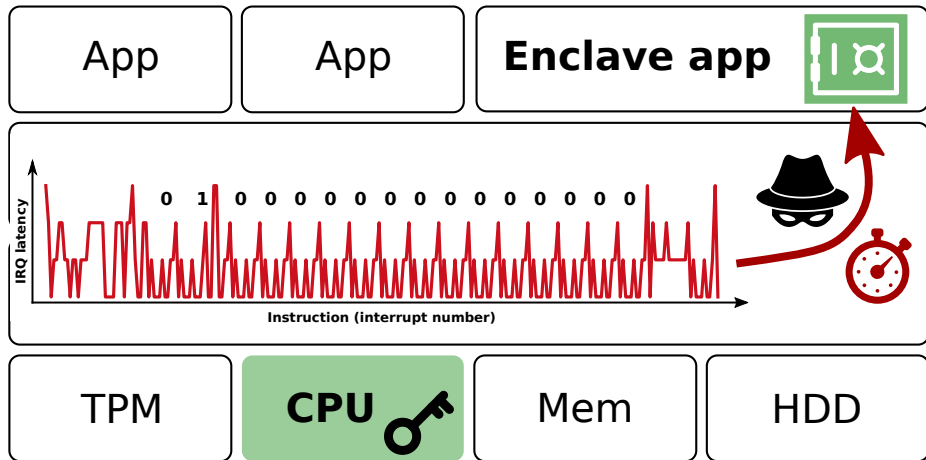 App
App
Enclave app
0 1 0 0 0 0 0 0 0 0 0 0 0 0 0 0
IRQ latency
Instruction (interrupt number)
TPM
CPU
Mem
HDD